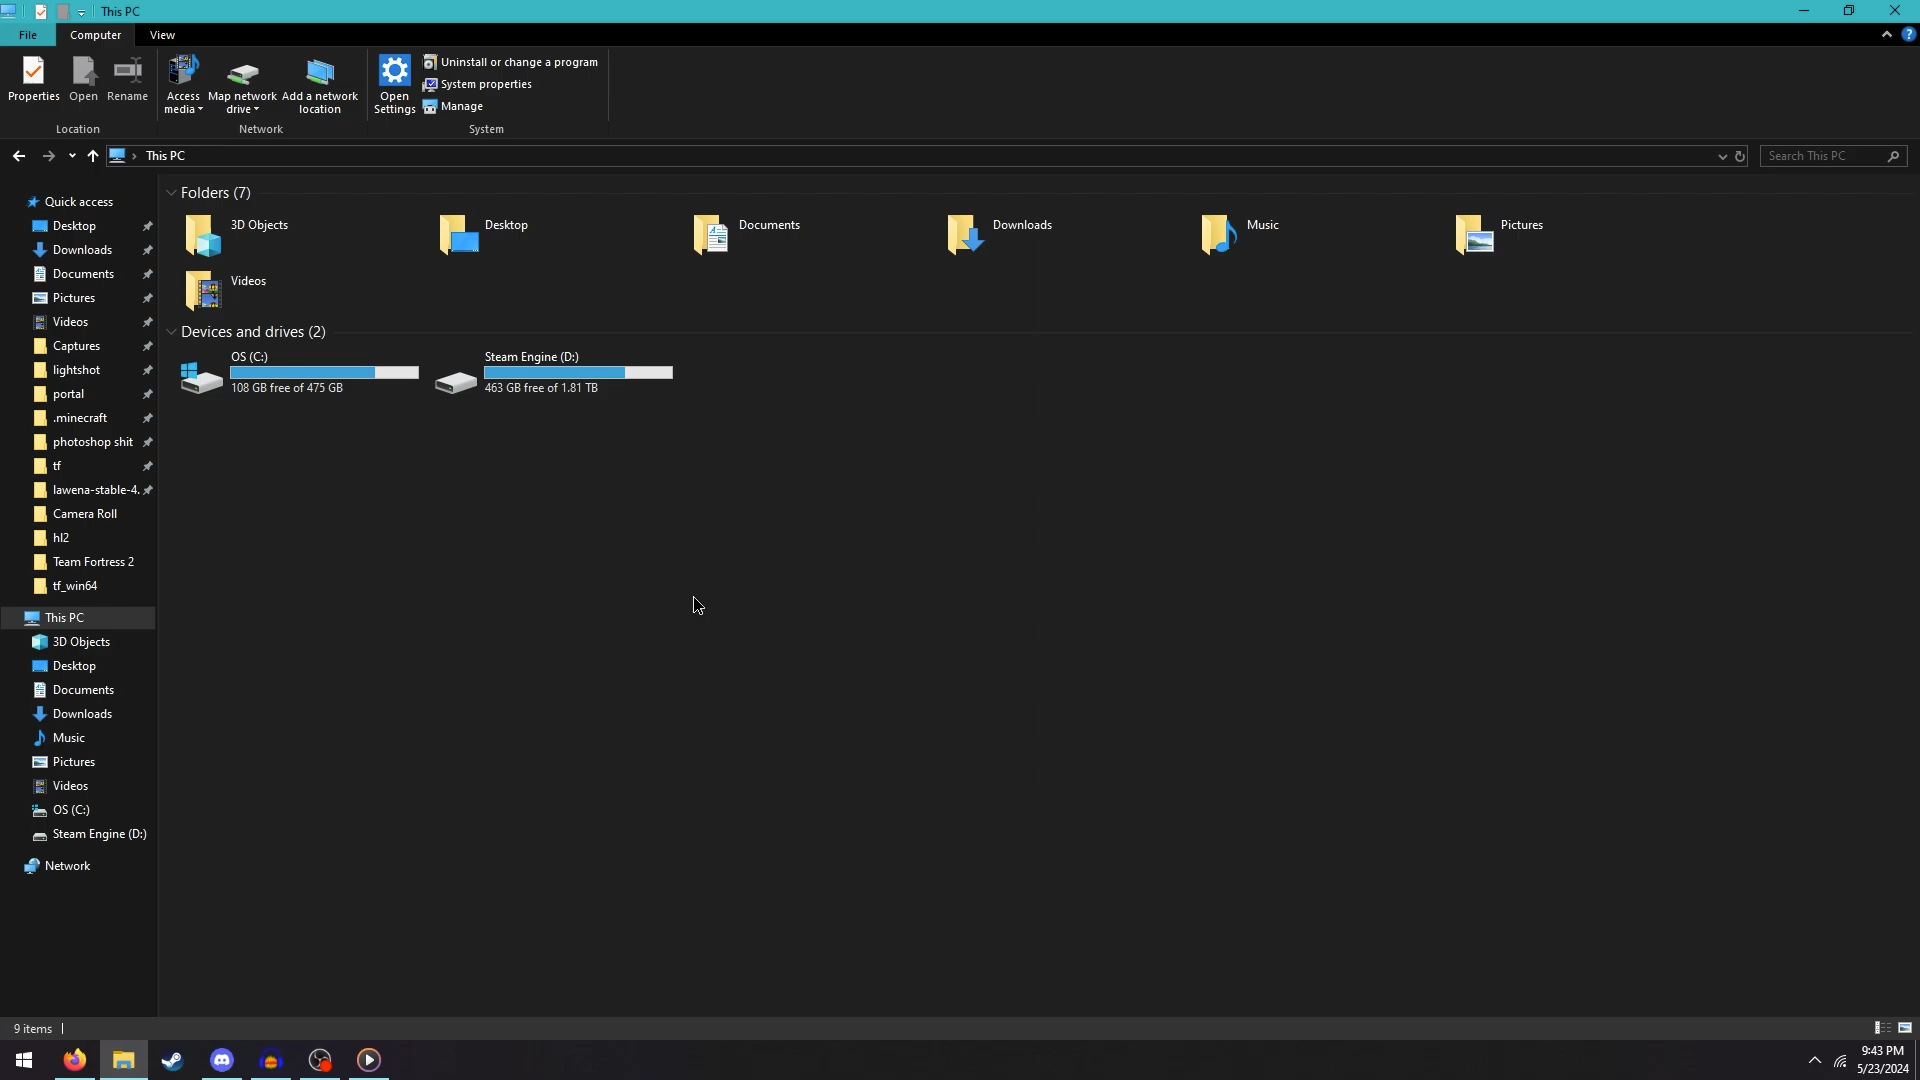 This PC
File
Computer
View
Properties
Open
Rename
Access
media
Map network
drive
Add a network
location
Open
Settings
Uninstall or change a program
System properties
Manage
Location
Network
System
This PC
Search This PC
Quick access
Desktop
Downloads
Documents
Pictures
Videos
Captures
lightshot
portal
.minecraft
photoshop shit
tf
lawena-stable-4.
Camera Roll
hl2
Team Fortress 2
tf_win64
This PC
3D Objects
Desktop
Documents
Downloads
Music
Pictures
Videos
OS (C:)
Steam Engine (D:)
Network
Folders (7)
3D Objects
Desktop
Documents
Downloads
Music
Pictures
Videos
Devices and drives (2)
OS (C:)
108 GB free of 475 GB
Steam Engine (D:)
463 GB free of 1.81 TB
9 items
9:43 PM
5/23/2024